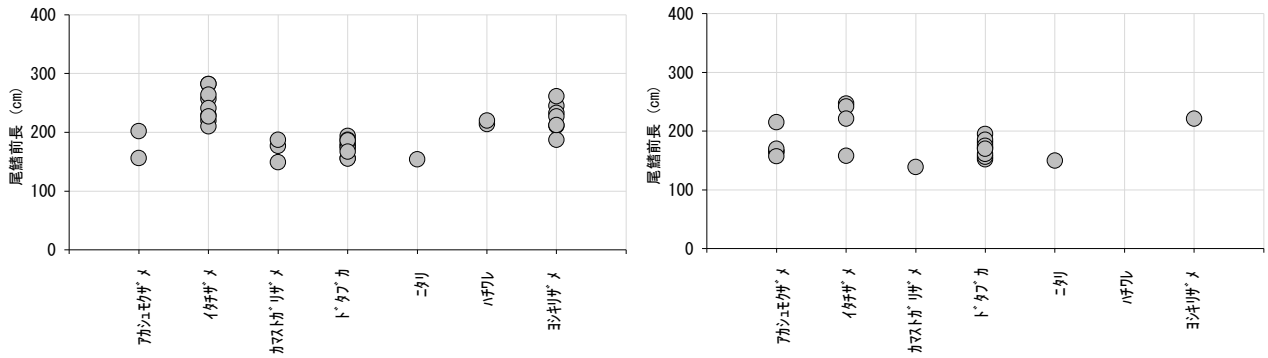 400
300
200
100
0
尾鰭前長 (cm)
ｱｶｼｭﾓｸｻﾞﾒ
ｲﾀﾁｻﾞﾒ
ｶﾏｽﾄｶﾞﾘｻﾞﾒ
ﾄﾞﾀﾌﾞｶ
ﾆﾀﾘ
ﾊﾁﾜﾚ
ﾖｼｷﾘｻﾞﾒ
400
300
200
100
0
尾鰭前長 (cm)
ｱｶｼｭﾓｸｻﾞﾒ
ｲﾀﾁｻﾞﾒ
ｶﾏｽﾄｶﾞﾘｻﾞﾒ
ﾄﾞﾀﾌﾞｶ
ﾆﾀﾘ
ﾊﾁﾜﾚ
ﾖｼｷﾘｻﾞﾒ